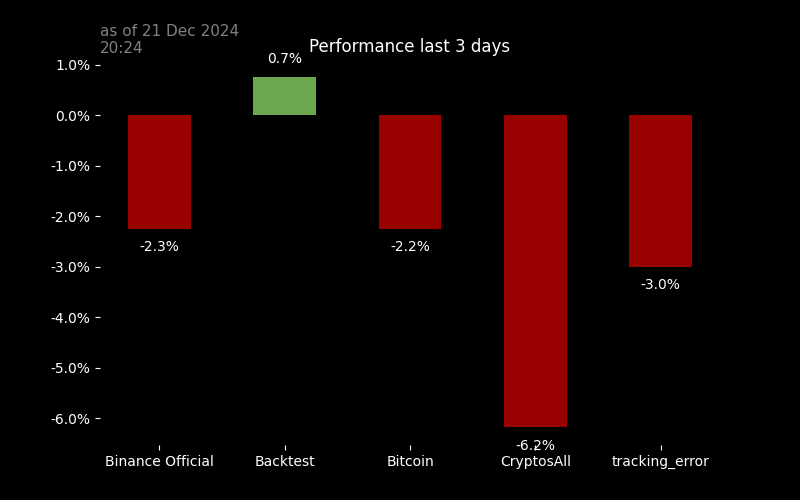 as of 21 Dec 2024
20:24
Performance last 3 days
1.0%
0.0%
-1.0%
-2.0%
-3.0%
-4.0%
-5.0%
-6.0%
-2.3%
0.7%
-2.2%
-6.2%
-3.0%
Binance Official
Backtest
Bitcoin
CryptosAll
tracking_error